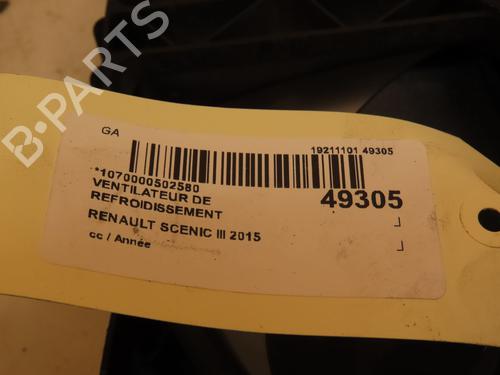 B-PARTS
GA
19211101 49305
*1070000502580
49305
VENTILATEUR DE
REFROIDISSEMENT
RENAULT SCENIC III 2015
cc / Année